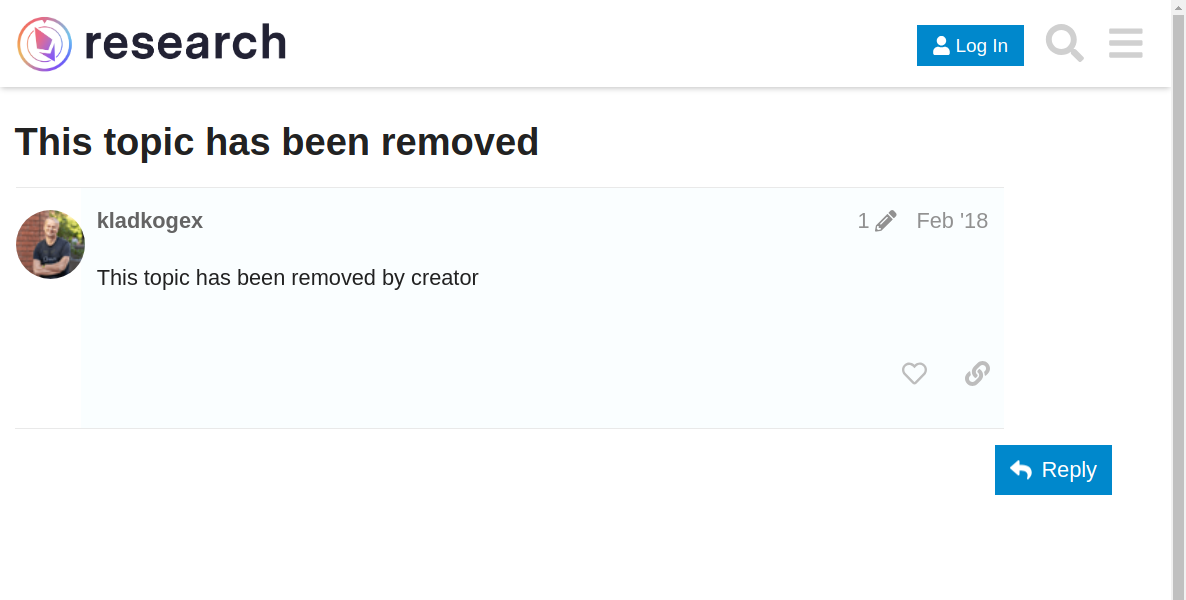 research
Log In
This topic has been removed
kladkogex
1
Feb '18
This topic has been removed by creator
Reply